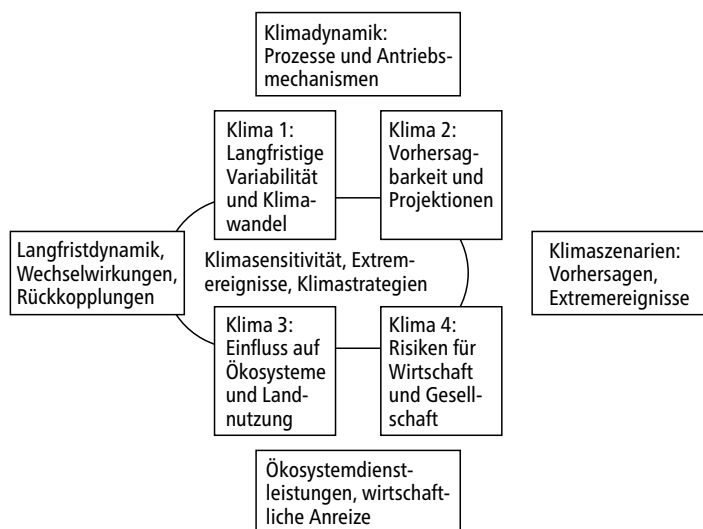 Klimadynamik:
Prozesse und Antriebs-
mechanismen
Klima 1:
Langfristige
Variabilität
und Klima-
wandel
Klima 2:
Vorhersag-
barkeit und
Projektionen
Langfristdynamik,
Wechselwirkungen,
Rückkopplungen
Klimasensitivität, Extrem-
ereignisse, Klimastrategien
Klimaszenarien:
Vorhersagen,
Extremereignisse
Klima 3:
Einfluss auf
Ökosysteme
und Land-
nutzung
Klima 4:
Risiken für
Wirtschaft
und Gesell-
schaft
Ökosystemdienst-
leistungen, wirtschaft-
liche Anreize